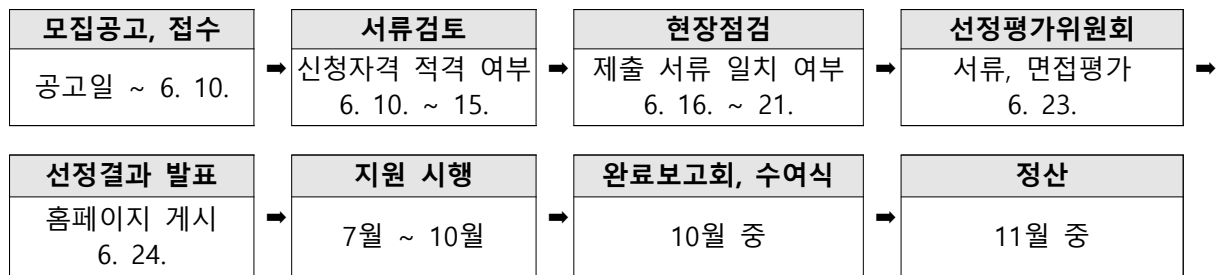 모집공고, 접수
공고일 ~ 6. 10.
➡
서류검토
신청자격 적격 여부
6. 10. ~ 15.
➡
현장점검
제출 서류 일치 여부
6. 16. ~ 21.
➡
선정평가위원회
서류, 면접평가
6. 23.
➡
선정결과 발표
홈페이지 게시
6. 24.
➡
지원 시행
7월 ~ 10월
➡
완료보고회, 수여식
10월 중
➡
정산
11월 중